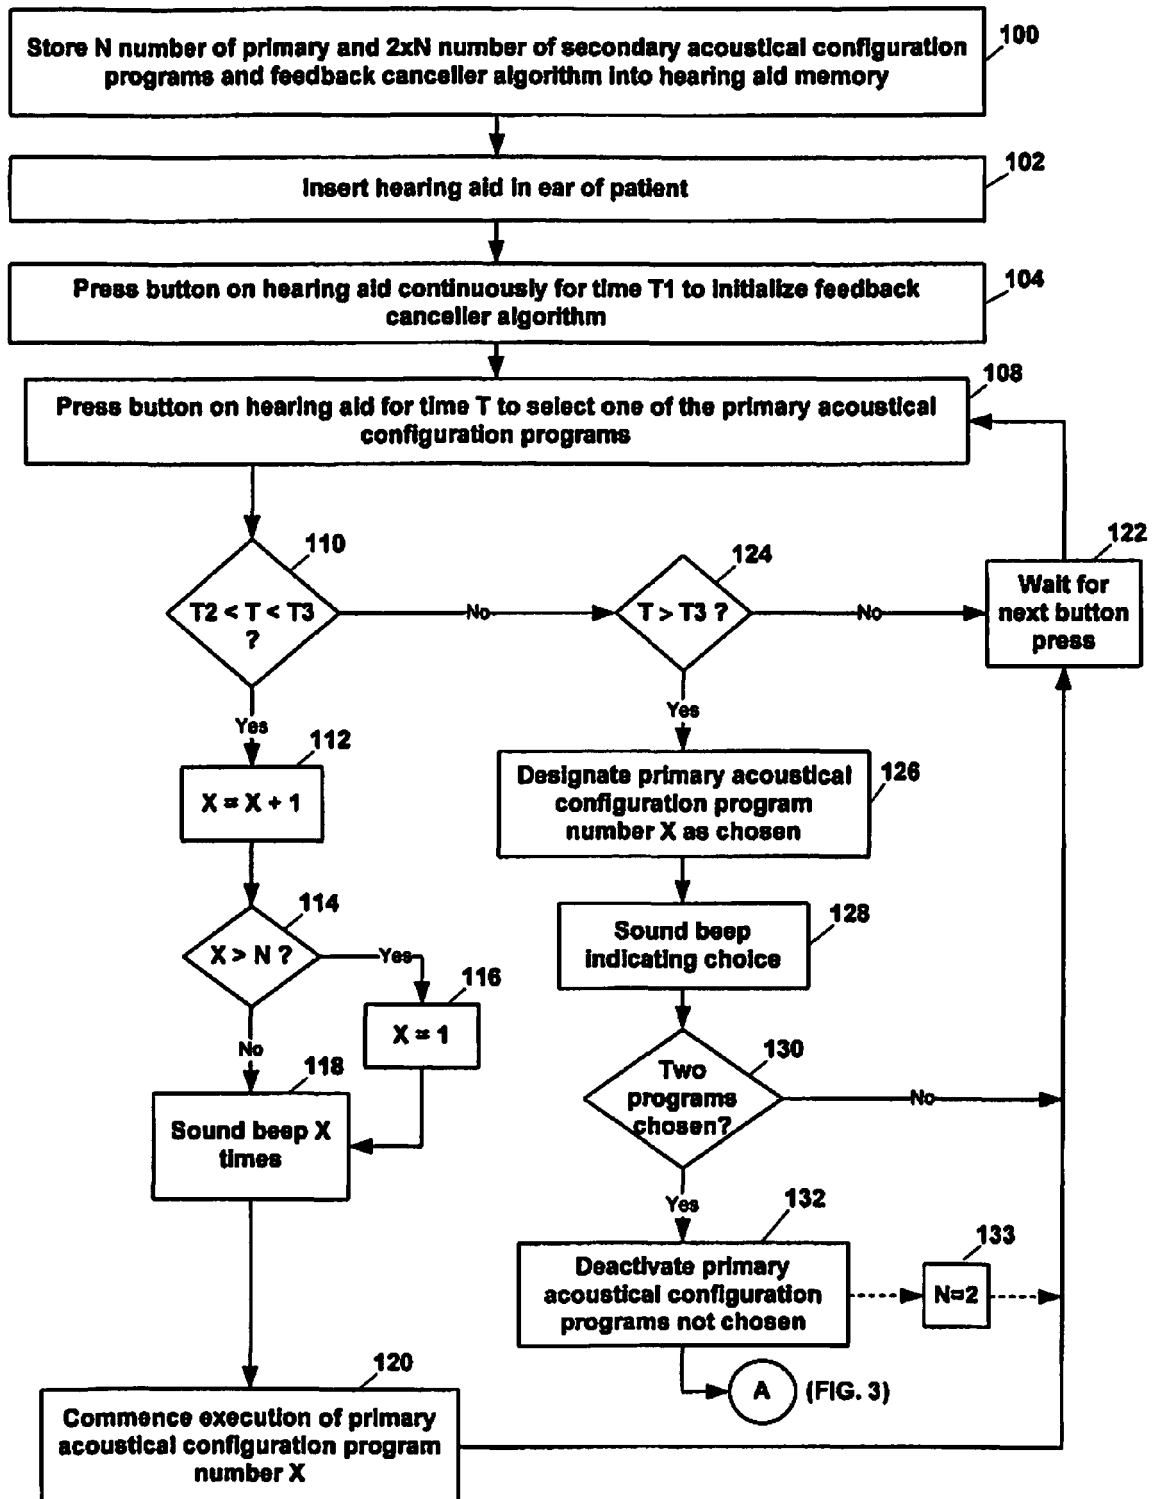 Store N number of primary and 2xN number of secondary acoustical configuration
programs and feedback canceller algorithm into hearing aid memory
100
Insert hearing aid in ear of patient
102
Press button on hearing aid continuously for time T1 to initialize feedback
canceller algorithm
104
Press button on hearing aid for time T to select one of the primary acoustical
configuration programs
108
T2 < T < T3
?
110
No
T > T3 ?
124
No
Wait for
next button
press
122
Yes
X = X + 1
112
X > N ?
114
Yes
X = 1
116
No
Sound beep X
times
118
Commence execution of primary
acoustical configuration program
number X
120
Yes
Designate primary acoustical
configuration program
number X as chosen
126
Sound beep
indicating choice
128
Two
programs
chosen?
130
No
Yes
Deactivate primary
acoustical configuration
programs not chosen
132
N=2
133
A
(FIG. 3)